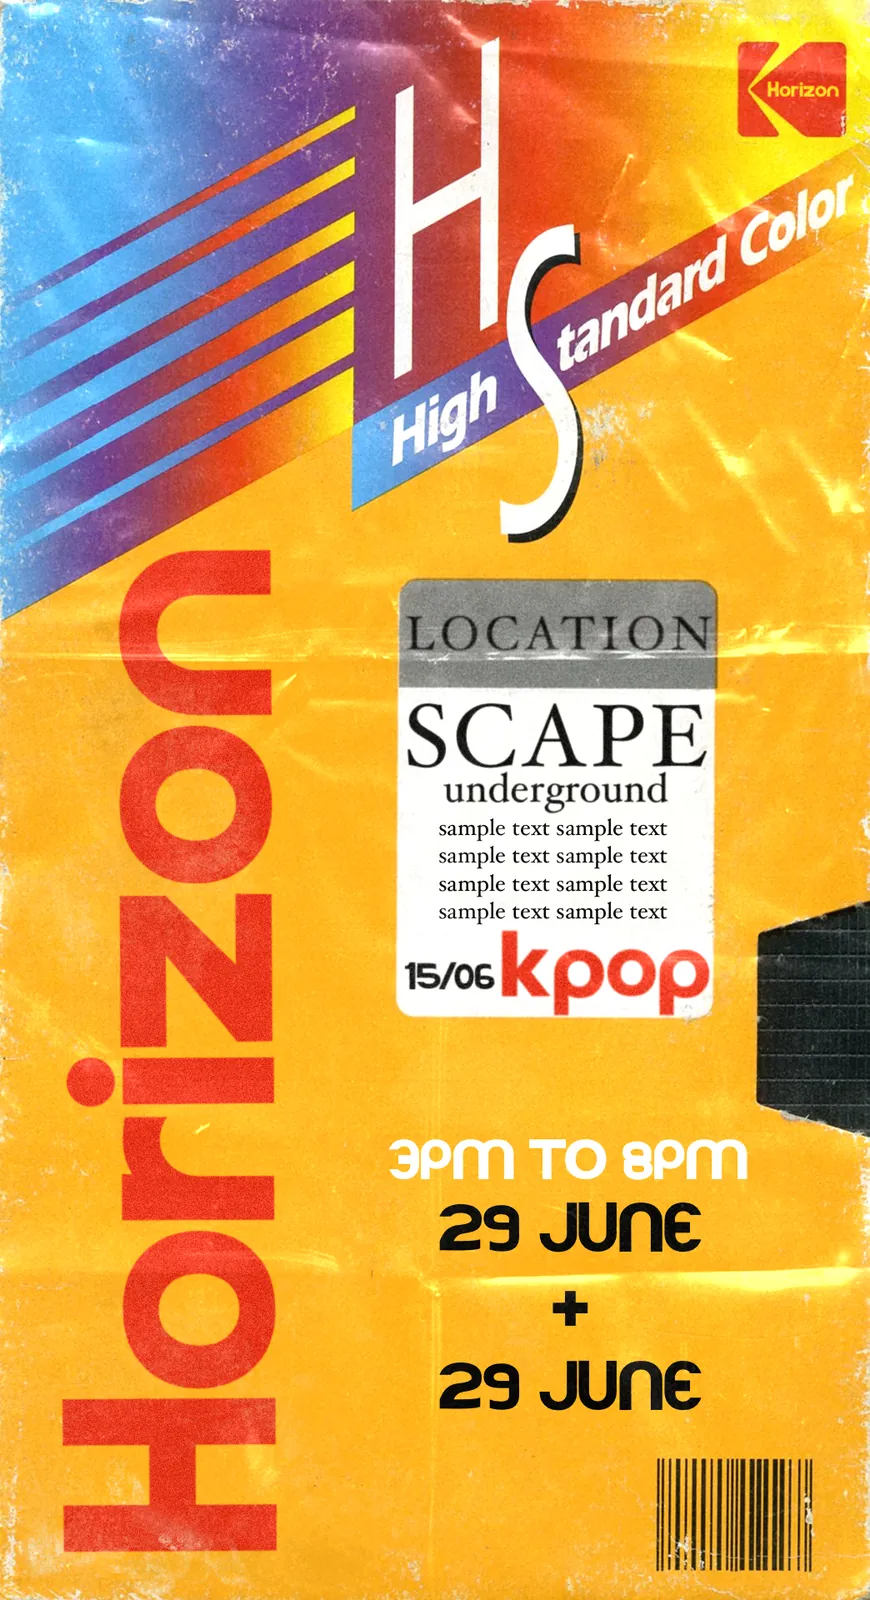 Horizon
HS
High Standard Color
Horizon
LOCATION
SCAPE
underground
sample text sample text
sample text sample text
sample text sample text
sample text sample text
15/06 kpop
3PM TO 8PM
29 JUNE
+
29 JUNE